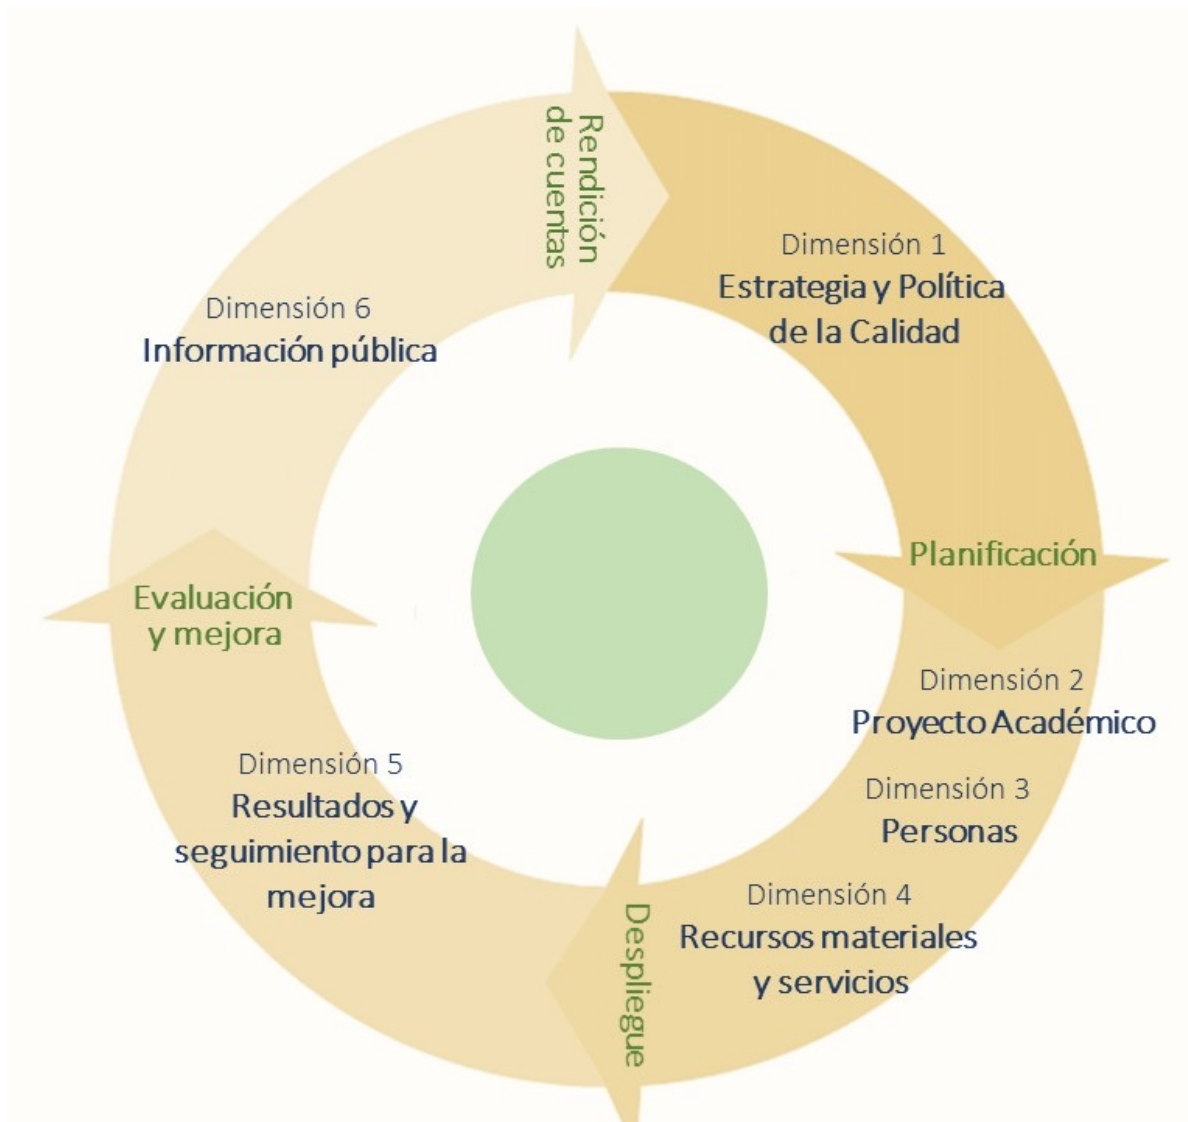 Rendición
de cuentas
Dimensión 1
Estrategia y Política
de la Calidad
Planificación
Dimensión 2
Proyecto Académico
Dimensión 3
Personas
Dimensión 4
Recursos materiales
y servicios
Despliegue
Dimensión 5
Resultados y
seguimiento para la
mejora
Evaluación
y mejora
Dimensión 6
Información pública